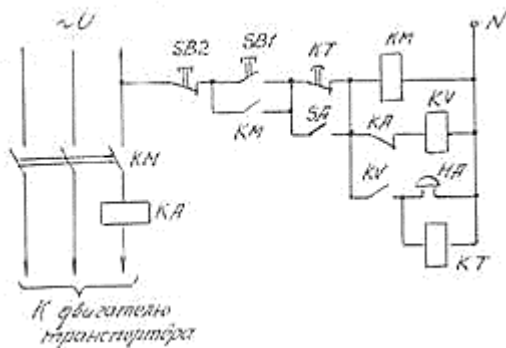 ~U
N
SB2
SB1
KT
KM
KM
SA
KA
KV
KV
HA
KM
KA
KT
К двигателю
транспортёра